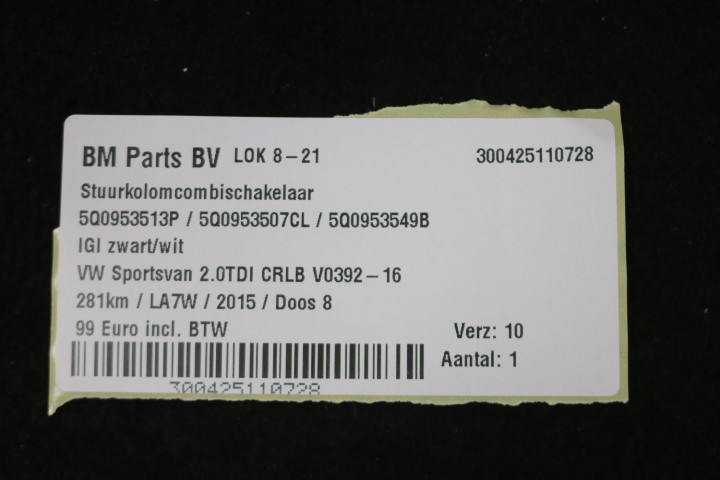 BM Parts BV LOK 8-21 300425110728
Stuurkolomcombischakelaar
5Q0953513P / 5Q0953507CL / 5Q0953549B
IGI zwart/wit
VW Sportsvan 2.0TDI CRLB V0392-16
281km / LA7W / 2015 / Doos 8
99 Euro incl. BTW Verz: 10
Aantal: 1
300425110728